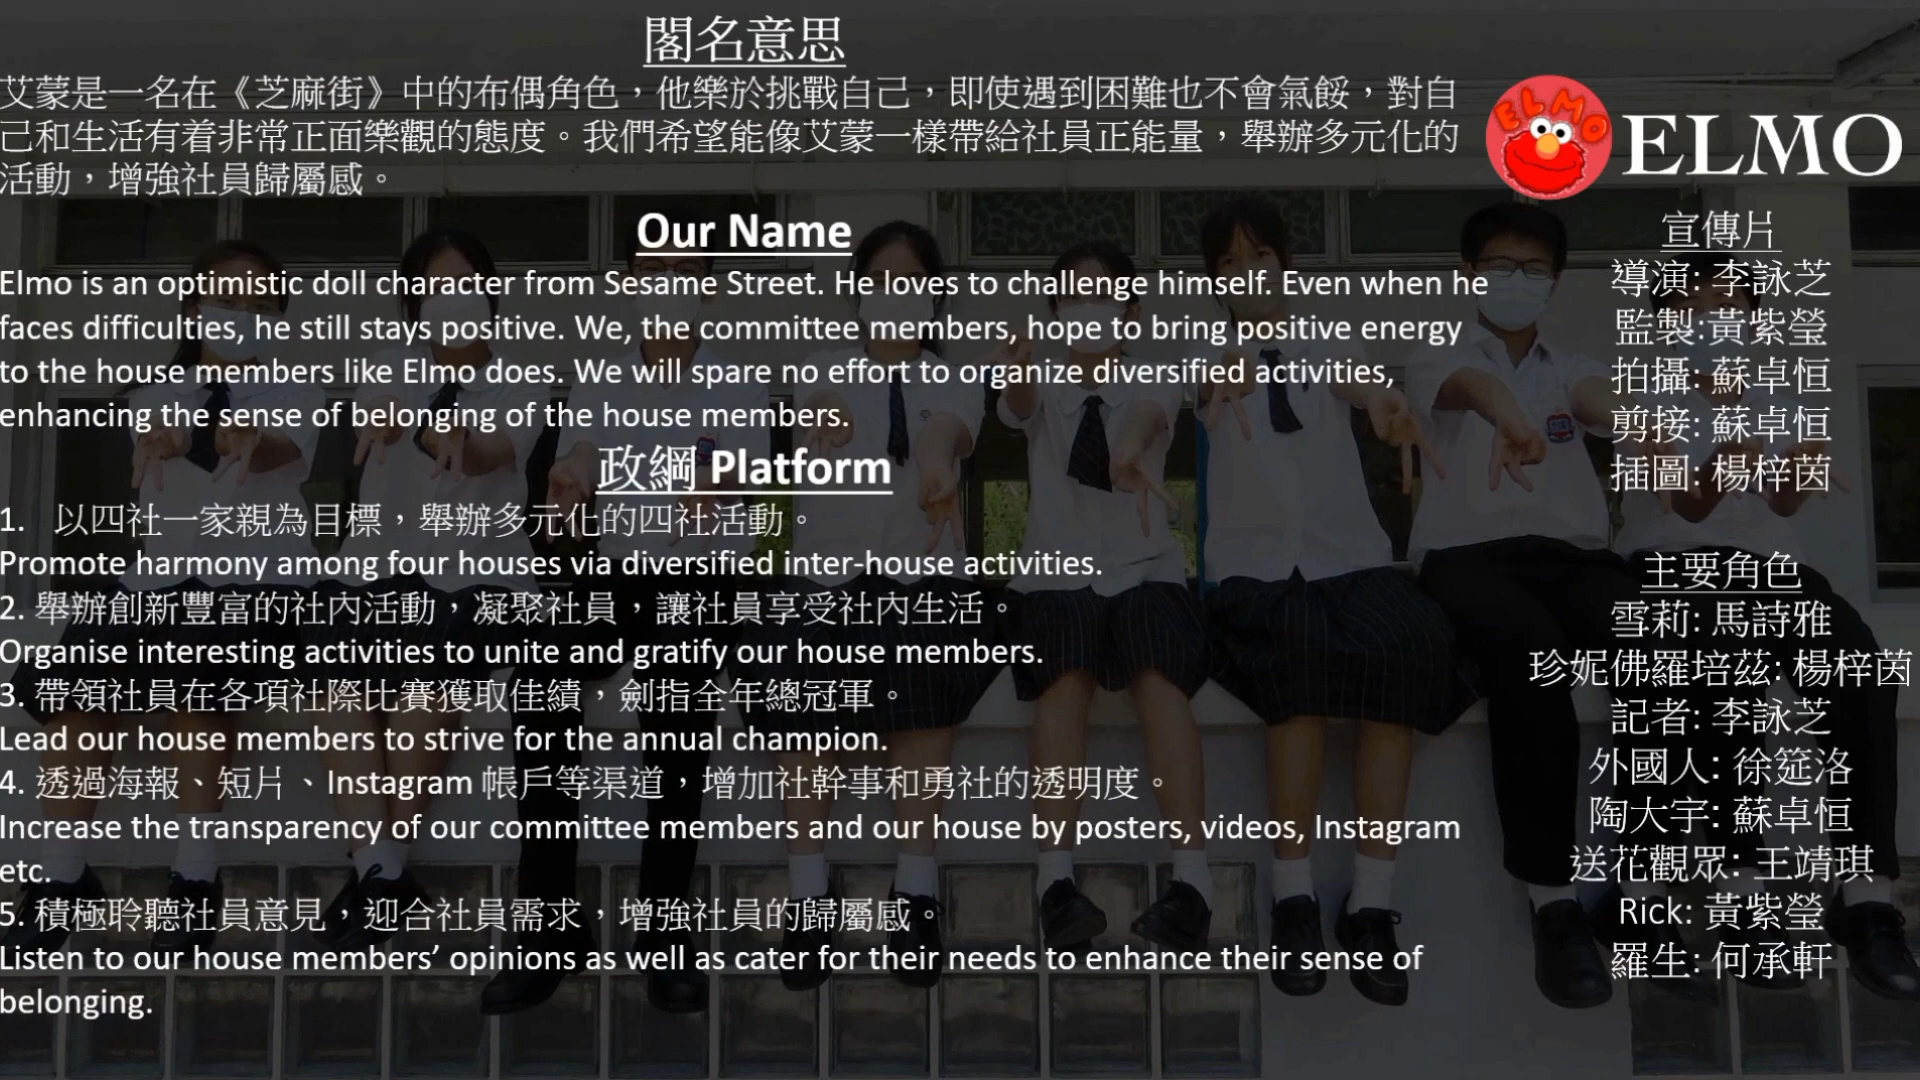 閣名意思
艾蒙是一名在《芝麻街》中的布偶角色，他樂於挑戰自己，即使遇到困難也不會氣餒，對自
己和生活有着非常正面樂觀的態度。我們希望能像艾蒙一樣帶給社員正能量，舉辦多元化的
活動，增強社員歸屬感。
Our Name
Elmo is an optimistic doll character from Sesame Street. He loves to challenge himself. Even when he
faces difficulties, he still stays positive. We, the committee members, hope to bring positive energy
to the house members like Elmo does. We will spare no effort to organize diversified activities,
enhancing the sense of belonging of the house members.
政綱 Platform
1. 以四社一家親為目標，舉辦多元化的四社活動。
Promote harmony among four houses via diversified inter-house activities.
2. 舉辦創新豐富的社內活動，凝聚社員，讓社員享受社內生活。
Organise interesting activities to unite and gratify our house members.
3. 帶領社員在各項社際比賽獲取佳績，劍指全年總冠軍。
Lead our house members to strive for the annual champion.
4. 透過海報、短片、Instagram 帳戶等渠道，增加社幹事和勇社的透明度。
Increase the transparency of our committee members and our house by posters, videos, Instagram
etc.
5. 積極聆聽社員意見，迎合社員需求，增強社員的歸屬感。
Listen to our house members’ opinions as well as cater for their needs to enhance their sense of
belonging.
ELMO
ELMO
宣傳片
導演: 李詠芝
監製:黃紫瑩
拍攝: 蘇卓恒
剪接: 蘇卓恒
插圖: 楊梓茵
主要角色
雪莉: 馬詩雅
珍妮佛羅培茲: 楊梓茵
記者: 李詠芝
外國人: 徐筵洛
陶大宇: 蘇卓恒
送花觀眾: 王靖琪
Rick: 黃紫瑩
羅生: 何承軒